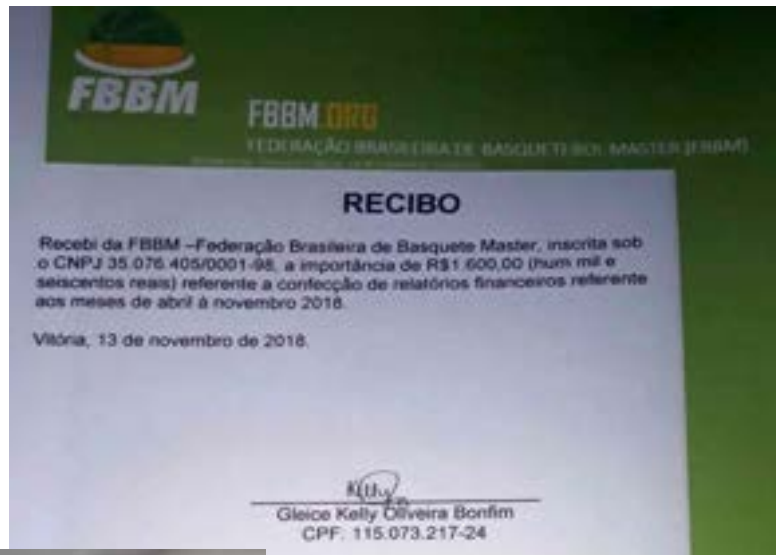 FBBM
FBBM.ORG
FEDERAÇÃO BRASILEIRA DE BASQUETEBOL MASTER (FBBM)
RECIBO
Recebi da FBBM –Federação Brasileira de Basquete Master, inscrita sob
o CNPJ 35.076.405/0001-98, a importância de R$1.600,00 (hum mil e
seiscentos reais) referente a confecção de relatórios financeiros referente
aos meses de abril à novembro 2018.
Vitória, 13 de novembro de 2018.
Kelly
Gleice Kelly Oliveira Bonfim
CPF: 115.073.217-24